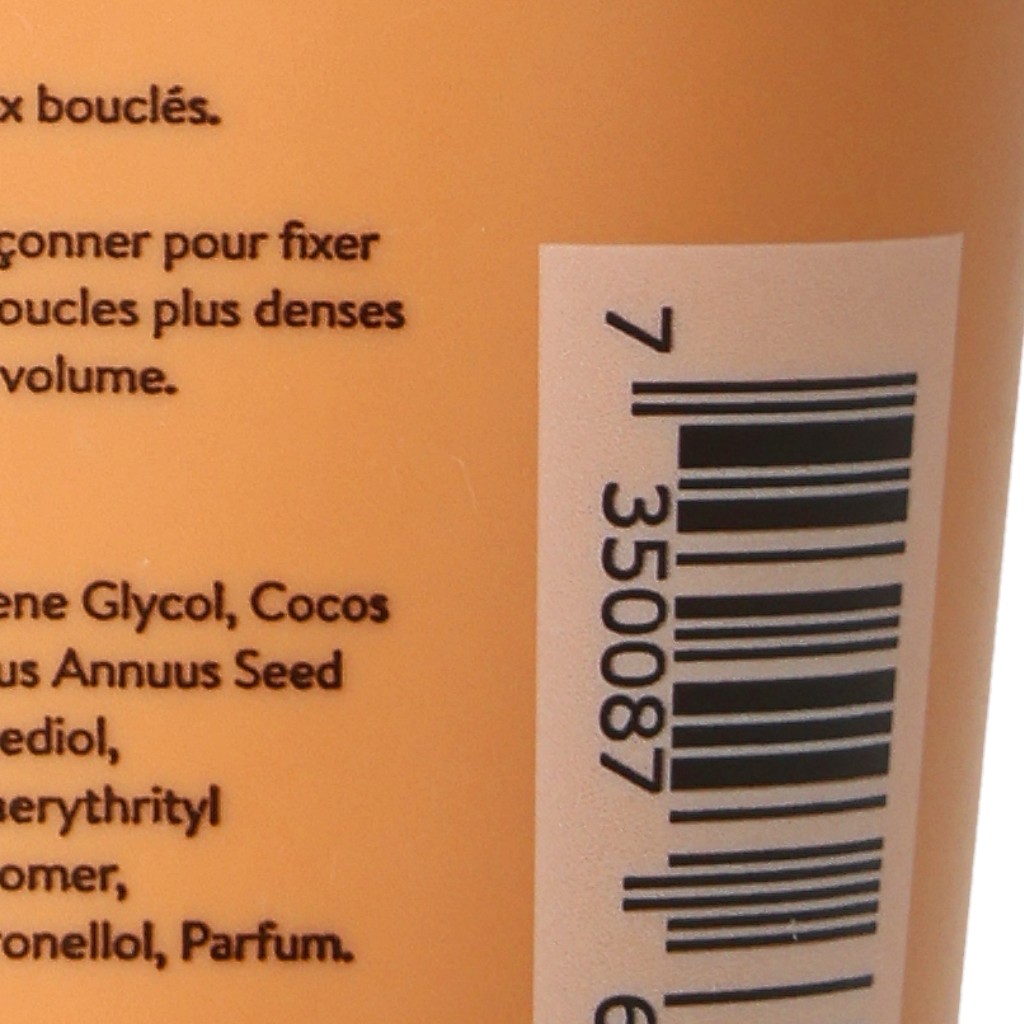 x bouclés.
çonner pour fixer
oucles plus denses
volume.
ene Glycol, Cocos
us Annuus Seed
ediol,
erythrityl
omer,
ronellol, Parfum.
7 350087 6